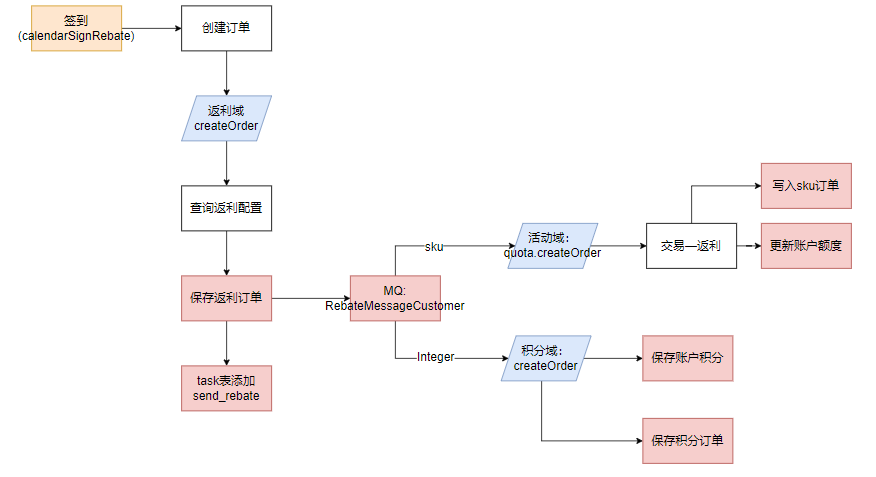 签到
(calendarSignRebate)
创建订单
返利域
createOrder
查询返利配置
保存返利订单
task表添加
send_rebate
MQ:
RebateMessageCustomer
sku
Integer
活动域：
quota.createOrder
交易—返利
写入sku订单
更新账户额度
积分域：
createOrder
保存账户积分
保存积分订单